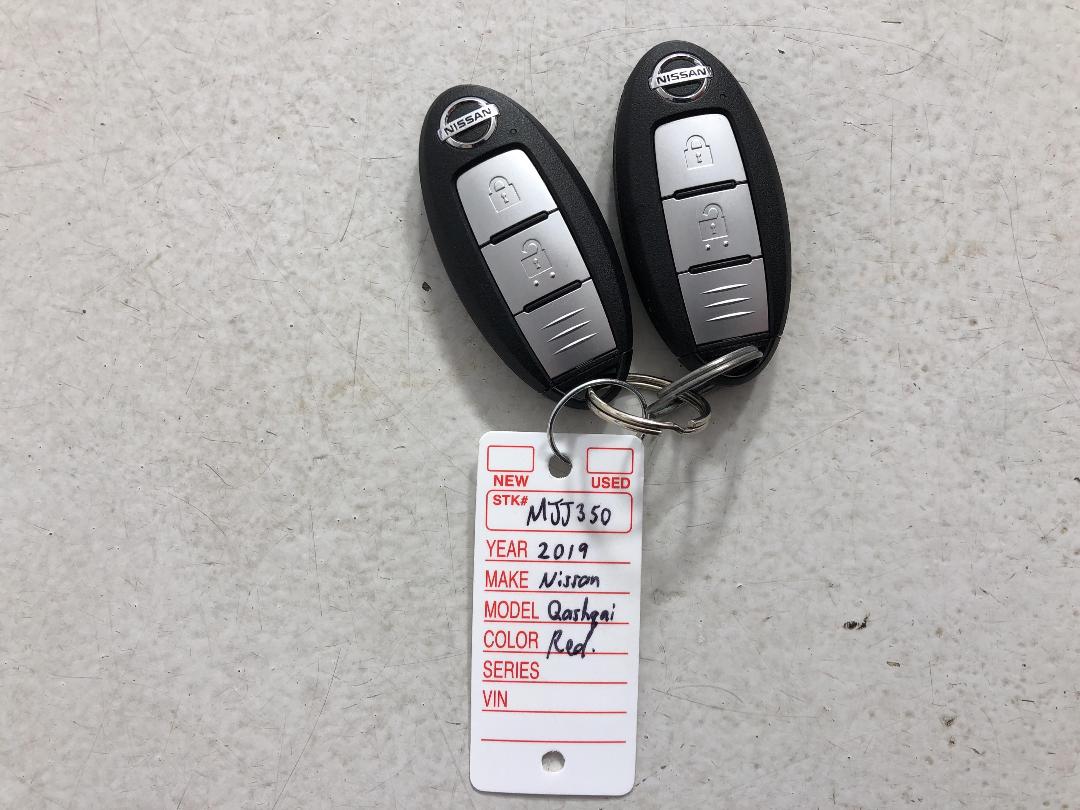 NISSAN
NISSAN
NEW USED
STK# MJJ350
YEAR 2019
MAKE Nissan
MODEL Qashqai
COLOR Red.
SERIES
VIN